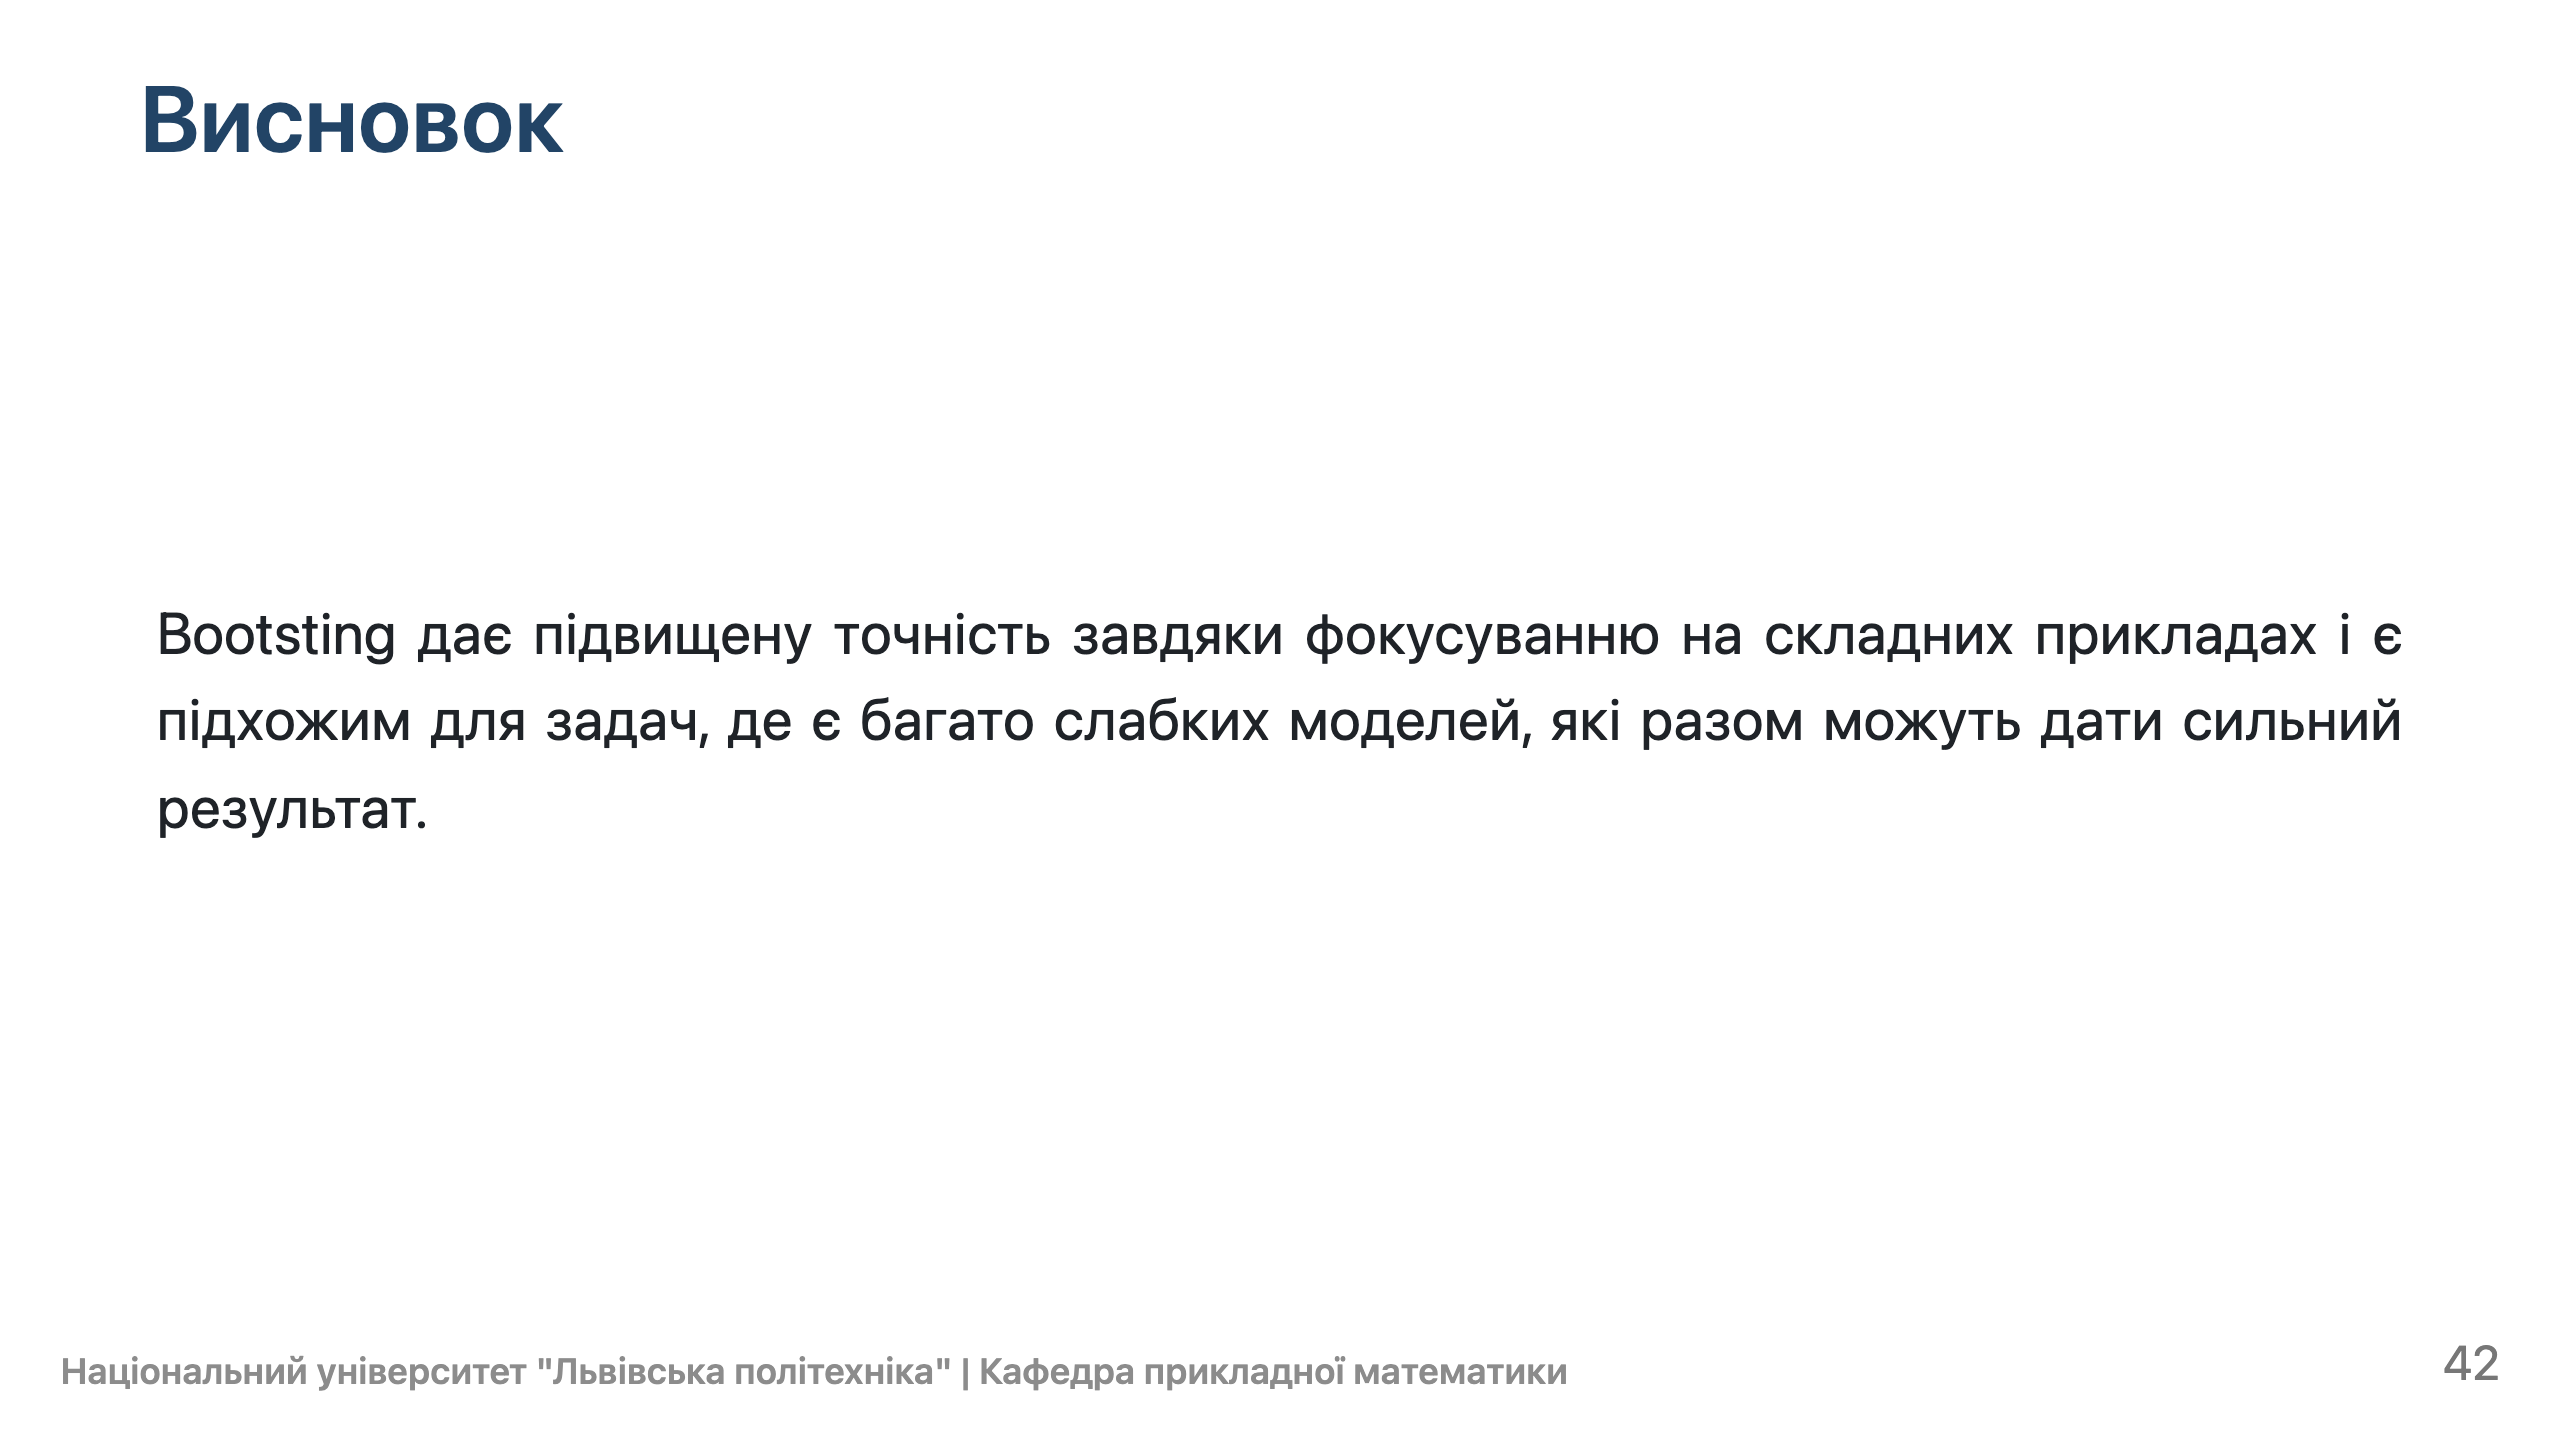 Висновок
Bootsting дає підвищену точність завдяки фокусуванню на складних прикладах і є
підхожим для задач, де є багато слабких моделей, які разом можуть дати сильний
результат.
Національний університет "Львівська політехніка" | Кафедра прикладної математики
42